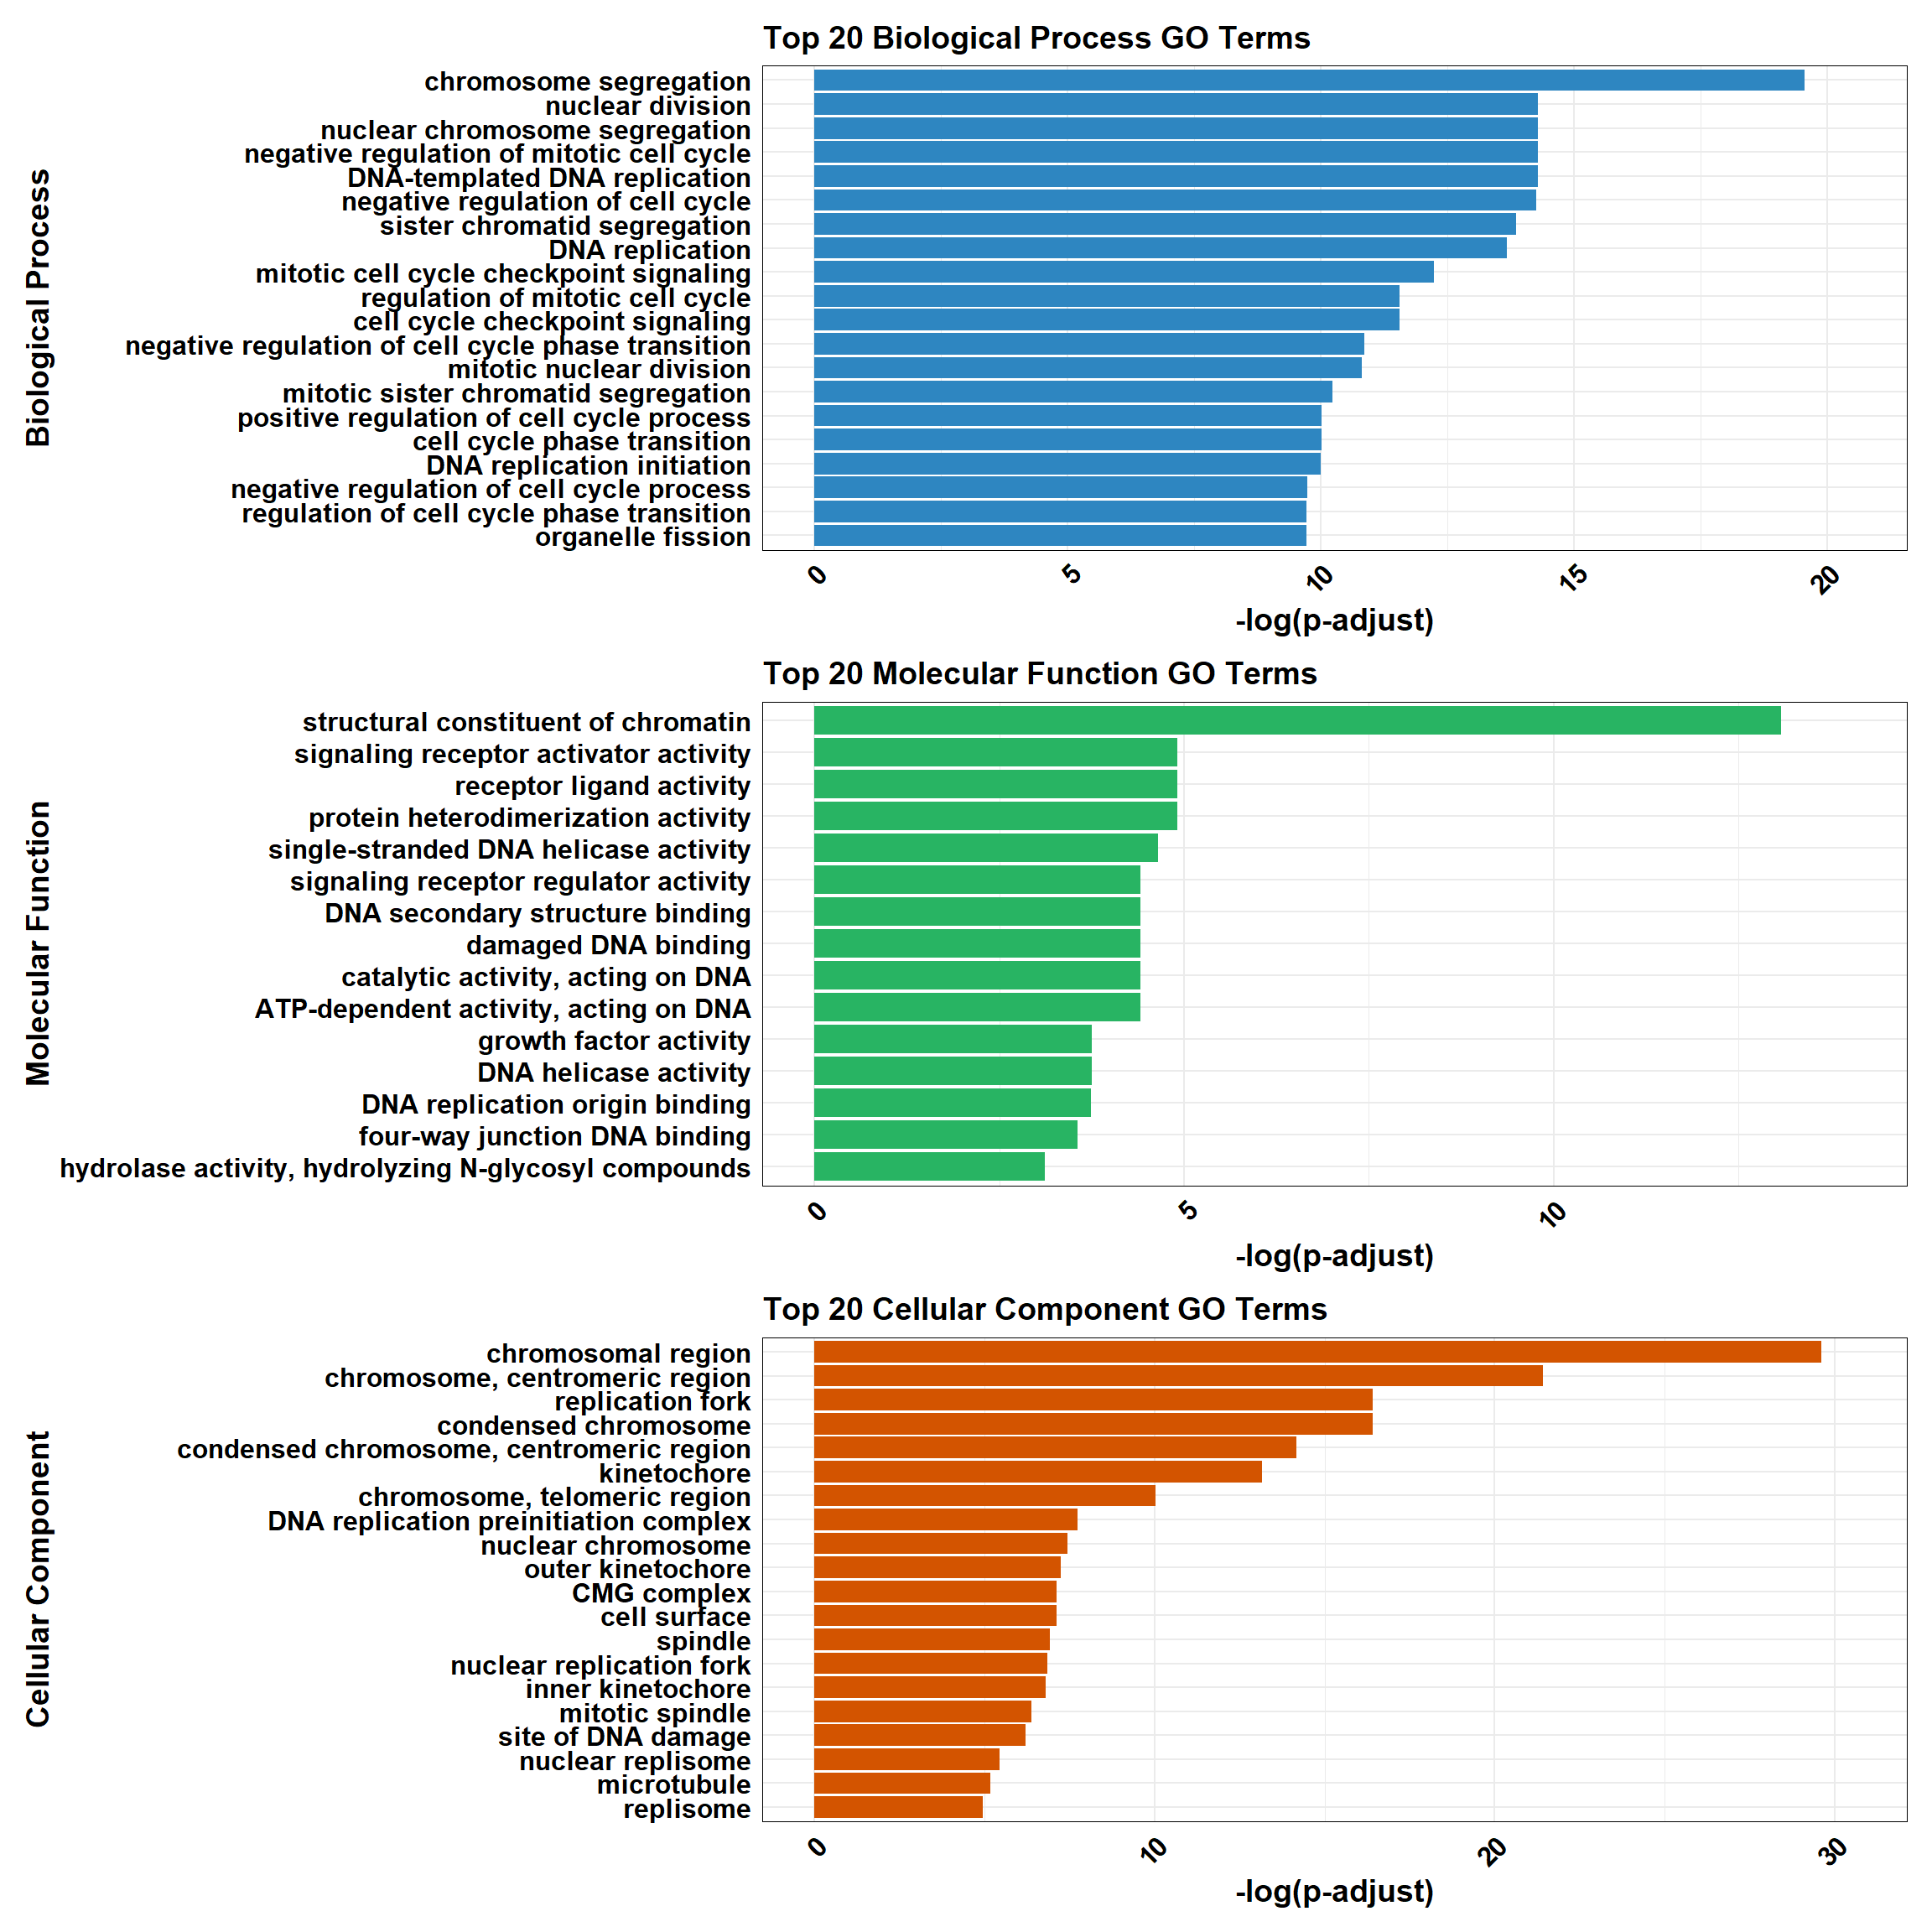 Top 20 Biological Process GO Terms
Biological Process
chromosome segregation
nuclear division
nuclear chromosome segregation
negative regulation of mitotic cell cycle
DNA-templated DNA replication
negative regulation of cell cycle
sister chromatid segregation
DNA replication
mitotic cell cycle checkpoint signaling
regulation of mitotic cell cycle
cell cycle checkpoint signaling
negative regulation of cell cycle phase transition
mitotic nuclear division
mitotic sister chromatid segregation
positive regulation of cell cycle process
cell cycle phase transition
DNA replication initiation
negative regulation of cell cycle process
regulation of cell cycle phase transition
organelle fission
0 5 10 15 20
-log(p-adjust)
Top 20 Molecular Function GO Terms
Molecular Function
structural constituent of chromatin
signaling receptor activator activity
receptor ligand activity
protein heterodimerization activity
single-stranded DNA helicase activity
signaling receptor regulator activity
DNA secondary structure binding
damaged DNA binding
catalytic activity, acting on DNA
ATP-dependent activity, acting on DNA
growth factor activity
DNA helicase activity
DNA replication origin binding
four-way junction DNA binding
hydrolase activity, hydrolyzing N-glycosyl compounds
0 5 10
-log(p-adjust)
Top 20 Cellular Component GO Terms
Cellular Component
chromosomal region
chromosome, centromeric region
replication fork
condensed chromosome
condensed chromosome, centromeric region
kinetochore
chromosome, telomeric region
DNA replication preinitiation complex
nuclear chromosome
outer kinetochore
CMG complex
cell surface
spindle
nuclear replication fork
inner kinetochore
mitotic spindle
site of DNA damage
nuclear replisome
microtubule
replisome
0 10 20 30
-log(p-adjust)